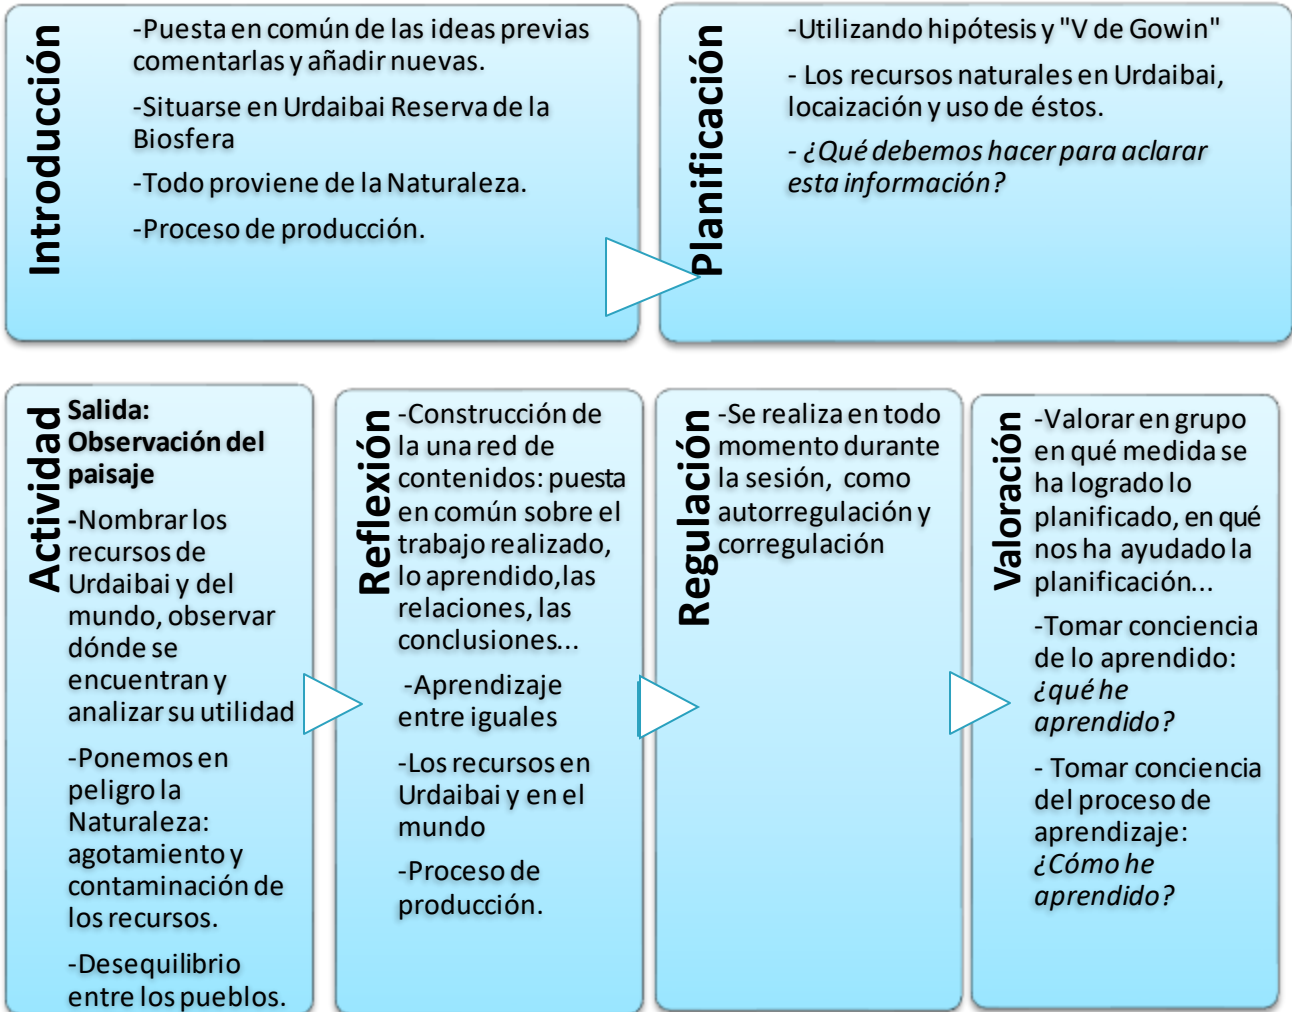 Introducción
-Puesta en común de las ideas previas
comentarlas y añadir nuevas.
-Situarse en Urdaibai Reserva de la
Biosfera
-Todo proviene de la Naturaleza.
-Proceso de producción.
Planificación
-Utilizando hipótesis y "V de Gowin"
- Los recursos naturales en Urdaibai,
locaización y uso de éstos.
- ¿Qué debemos hacer para aclarar
esta información?
Actividad
Salida:
Observación del
paisaje
-Nombrar los
recursos de
Urdaibai y del
mundo, observar
dónde se
encuentran y
analizar su utilidad
-Ponemos en
peligro la
Naturaleza:
agotamiento y
contaminación de
los recursos.
-Desequilibrio
entre los pueblos.
Reflexión
-Construcción de
la una red de
contenidos: puesta
en común sobre el
trabajo realizado,
lo aprendido,las
relaciones, las
conclusiones...
-Aprendizaje
entre iguales
-Los recursos en
Urdaibai y en el
mundo
-Proceso de
producción.
Regulación
-Se realiza en todo
momento durante
la sesión, como
autorregulación y
corregulación
Valoración
-Valorar en grupo
en qué medida se
ha logrado lo
planificado, en qué
nos ha ayudado la
planificación...
-Tomar conciencia
de lo aprendido:
¿qué he
aprendido?
- Tomar conciencia
del proceso de
aprendizaje:
¿Cómo he
aprendido?